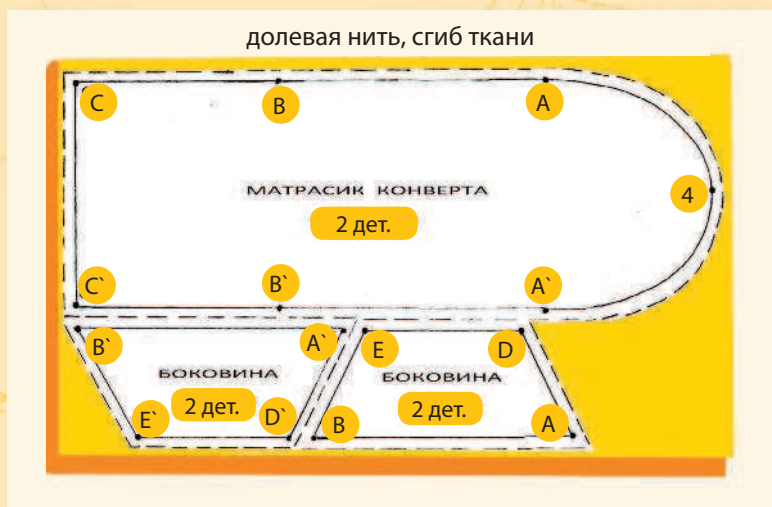 долевая нить, сгиб ткани
C B A
МАТРАСИК КОНВЕРТА
4
2 дет.
C` B` A`
B` A` E D
БОКОВИНА БОКОВИНА
2 дет. 2 дет.
E` D` B A